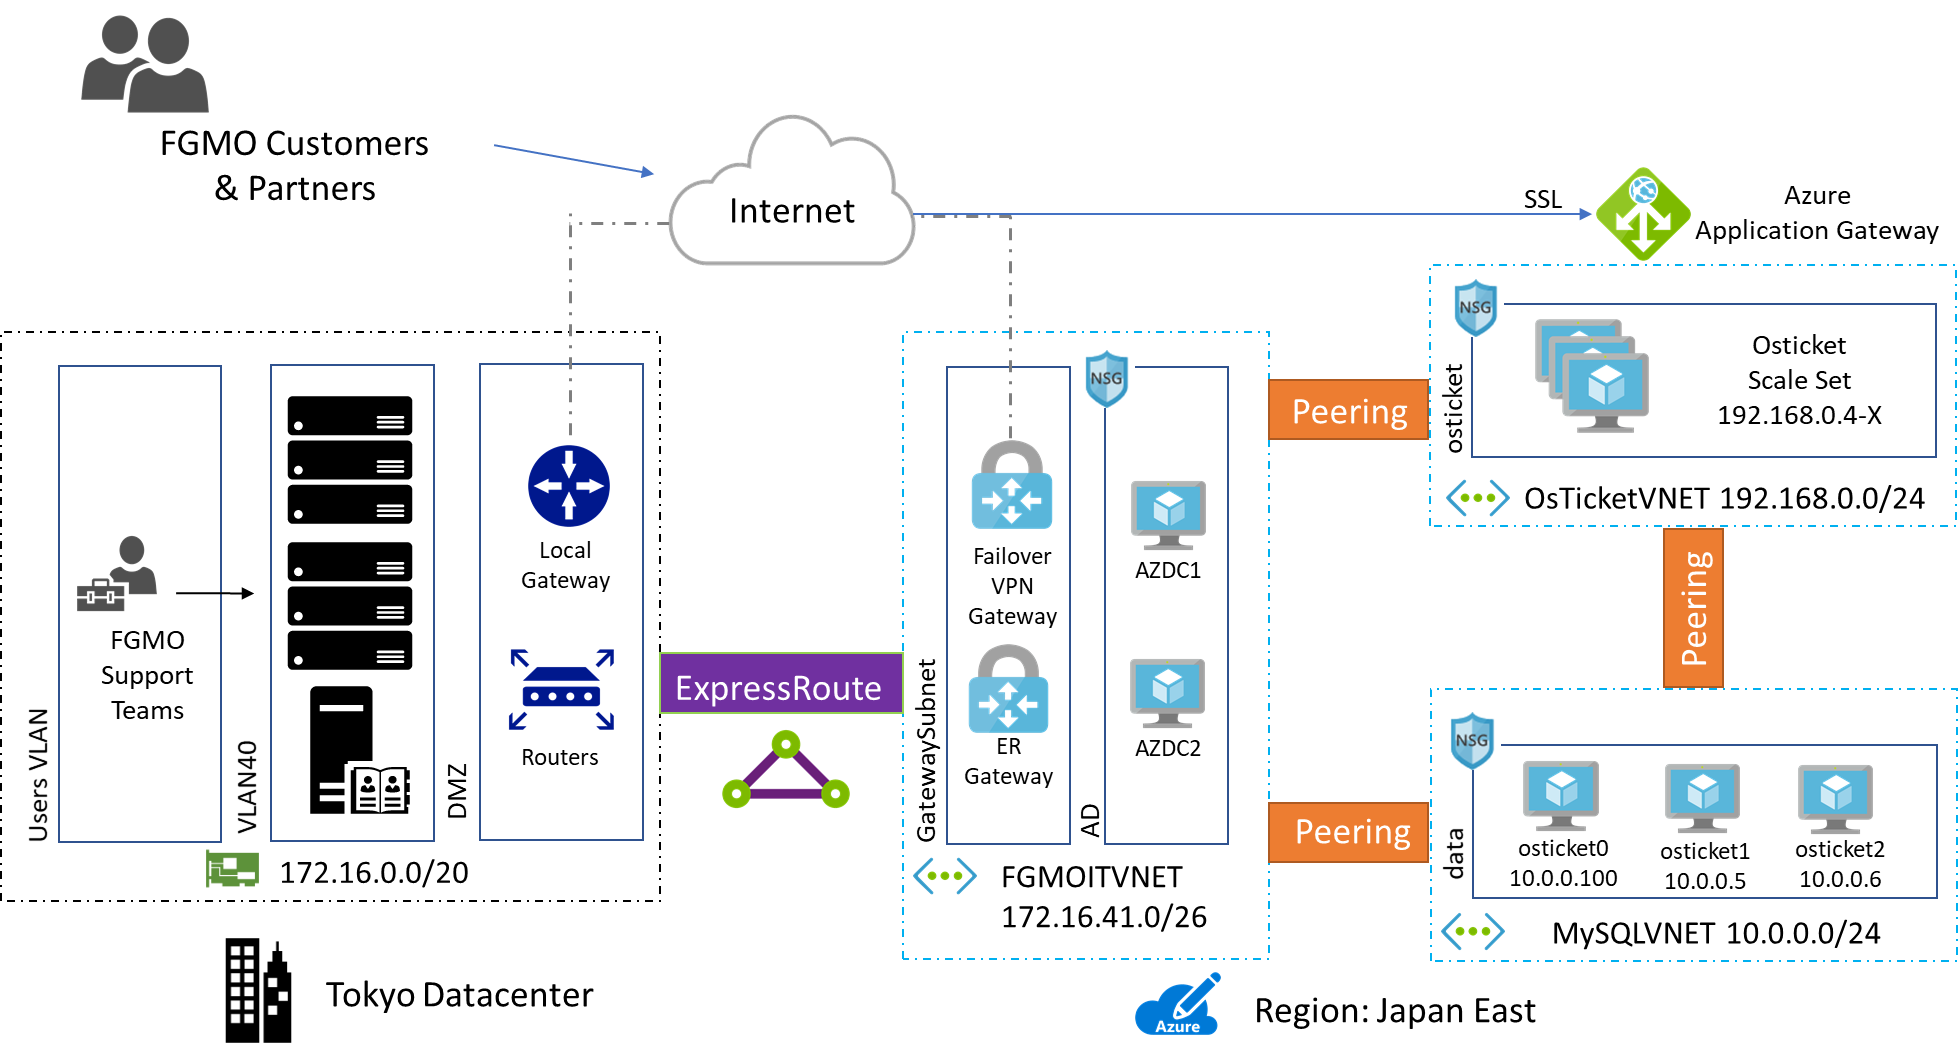 FGMO Customers
& Partners
Internet
SSL
Azure
Application Gateway
NSG
osticket
Osticket
Scale Set
192.168.0.4-X
OsTicketVNET 192.168.0.0/24
Peering
Peering
Users VLAN
FGMO
Support
Teams
VLAN40
DMZ
Local
Gateway
Routers
172.16.0.0/20
Tokyo Datacenter
ExpressRoute
GatewaySubnet
Failover
VPN
Gateway
ER
Gateway
NSG
AD
AZDC1
AZDC2
FGMOITVNET
172.16.41.0/26
Peering
NSG
data
osticket0
10.0.0.100
osticket1
10.0.0.5
osticket2
10.0.0.6
MySQLVNET 10.0.0.0/24
Azure
Region: Japan East